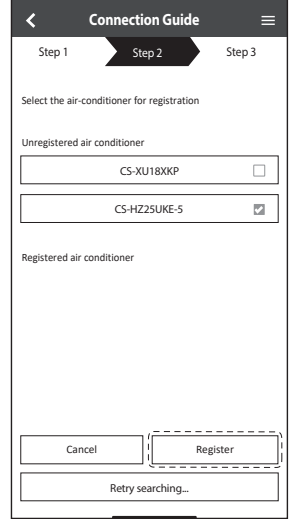 Connection Guide
Step 1 Step 2 Step 3
Select the air-conditioner for registration
Unregistered air conditioner
CS-XU18XKP
CS-HZ25UKE-5
Registered air conditioner
Cancel Register
Retry searching...